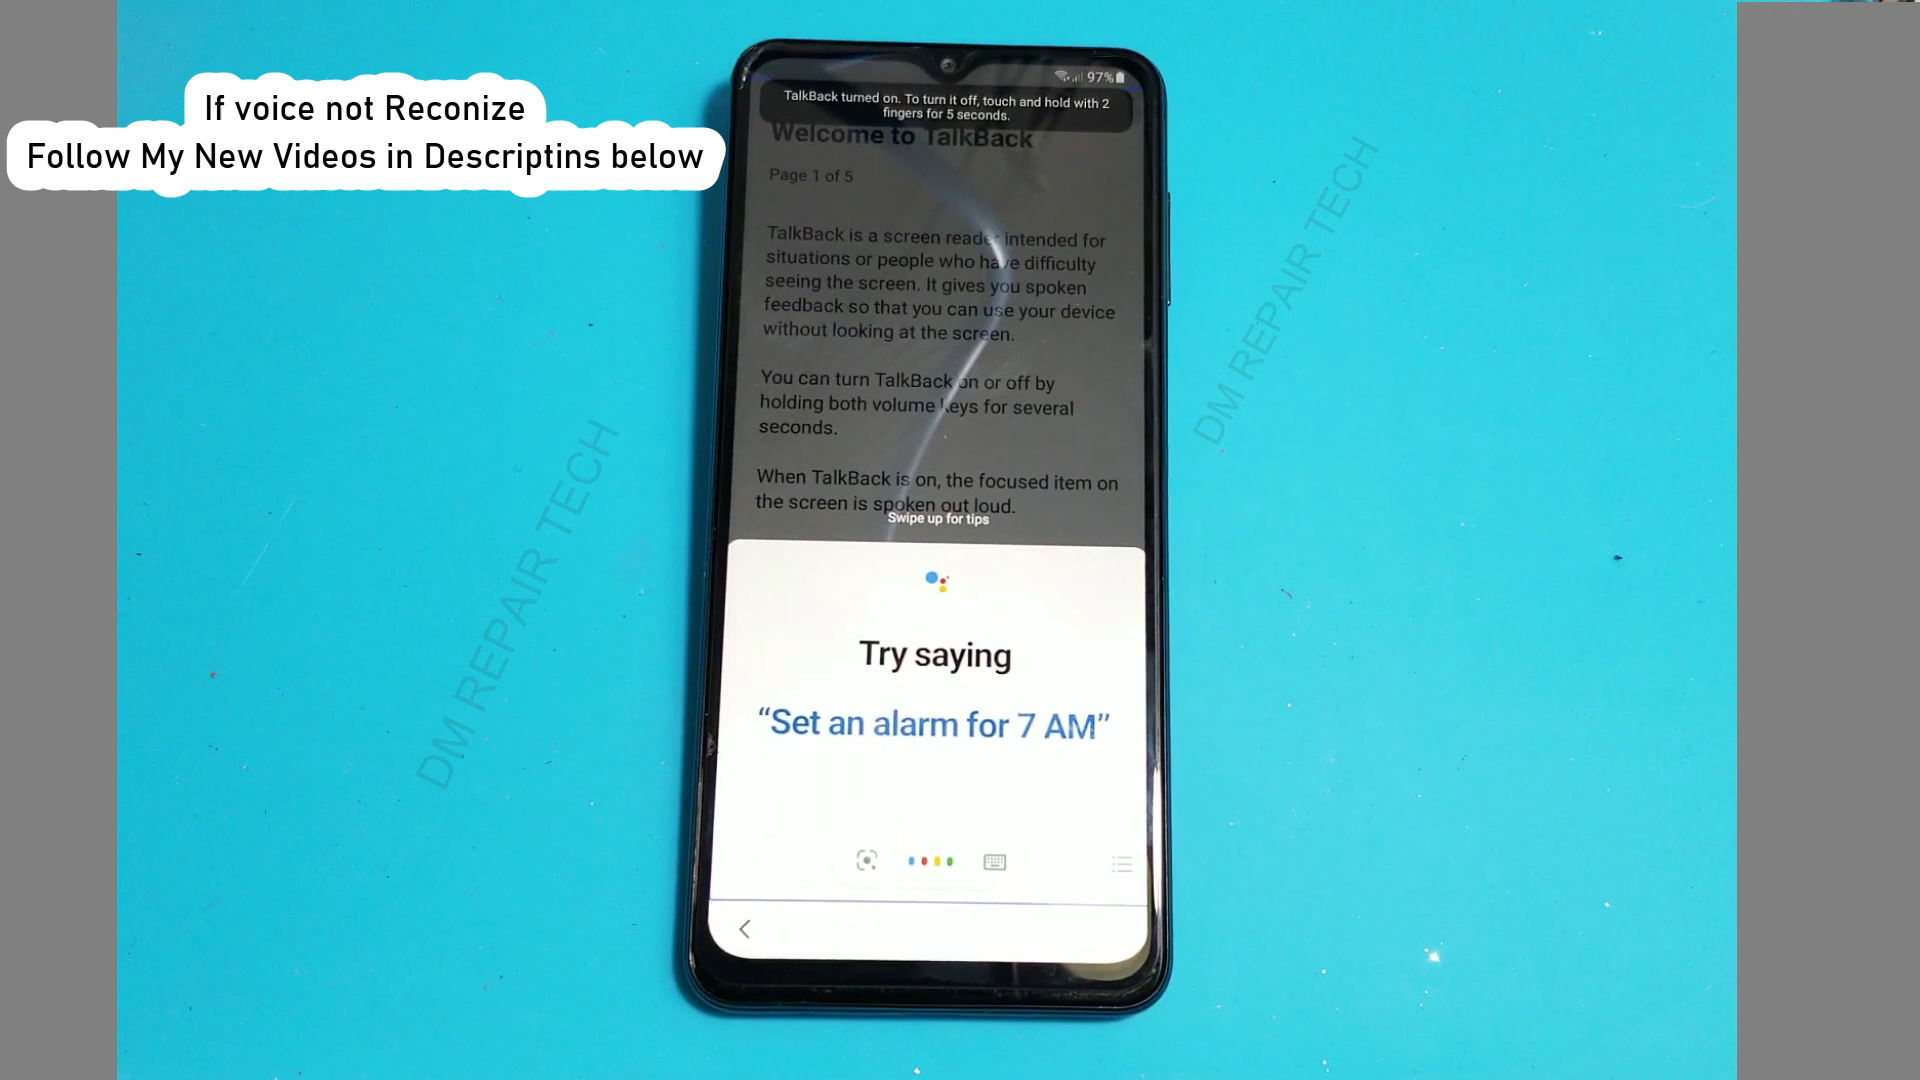 If voice not Reconize
Follow My New Videos in Descriptins below
97%
TalkBack turned on. To turn it off, touch and hold with 2
fingers for 5 seconds.
Welcome to TalkBack
Page 1 of 5
TalkBack is a screen reader intended for
situations or people who have difficulty
seeing the screen. It gives you spoken
feedback so that you can use your device
without looking at the screen.
You can turn TalkBack on or off by
holding both volume keys for several
seconds.
When TalkBack is on, the focused item on
the screen is spoken out loud.
Swipe up for tips
Try saying
“Set an alarm for 7 AM”
DM REPAIR TECH
DM REPAIR TECH